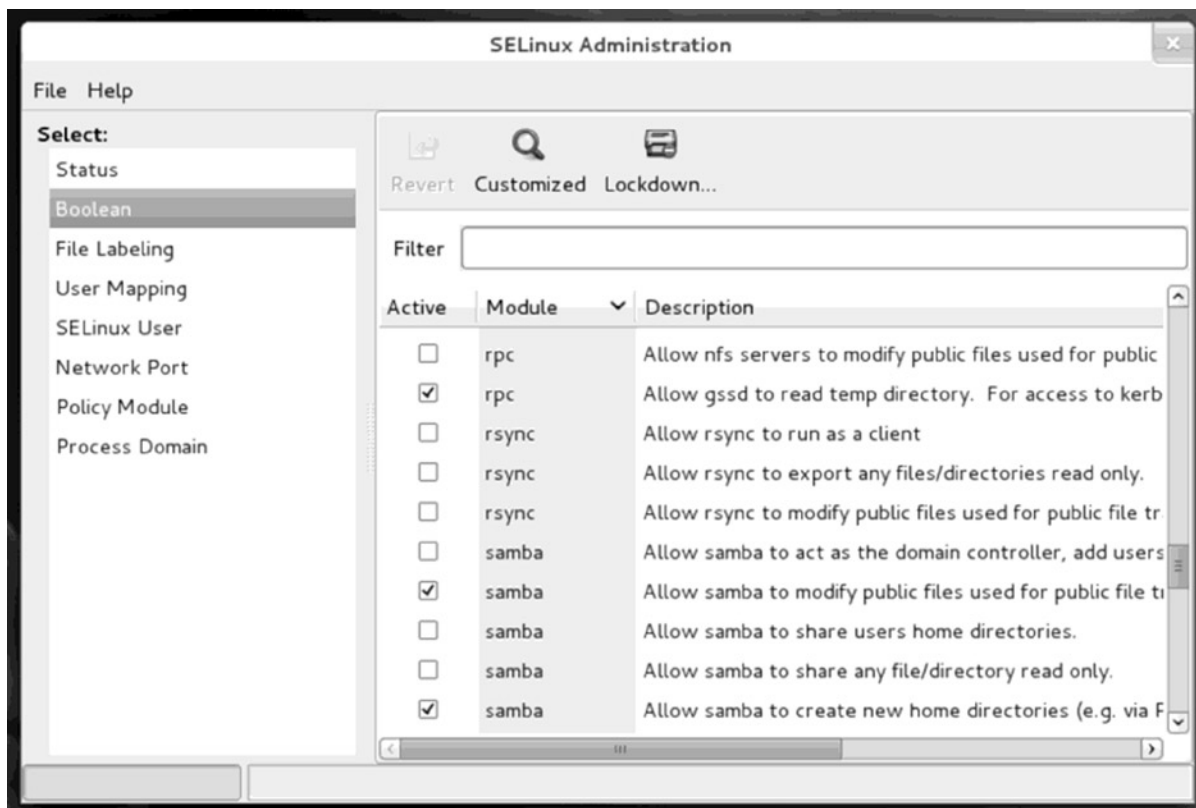 SELinux Administration
File Help
Select:
Status
Boolean
File Labeling
User Mapping
SELinux User
Network Port
Policy Module
Process Domain
Revert Customized Lockdown...
Filter
Active Module Description
rpc Allow nfs servers to modify public files used for public
rpc Allow gssd to read temp directory. For access to kerb
rsync Allow rsync to run as a client
rsync Allow rsync to export any files/directories read only.
rsync Allow rsync to modify public files used for public file tr
samba Allow samba to act as the domain controller, add users
samba Allow samba to modify public files used for public file
samba Allow samba to share users home directories.
samba Allow samba to share any file/directory read only.
samba Allow samba to create new home directories (e.g. via